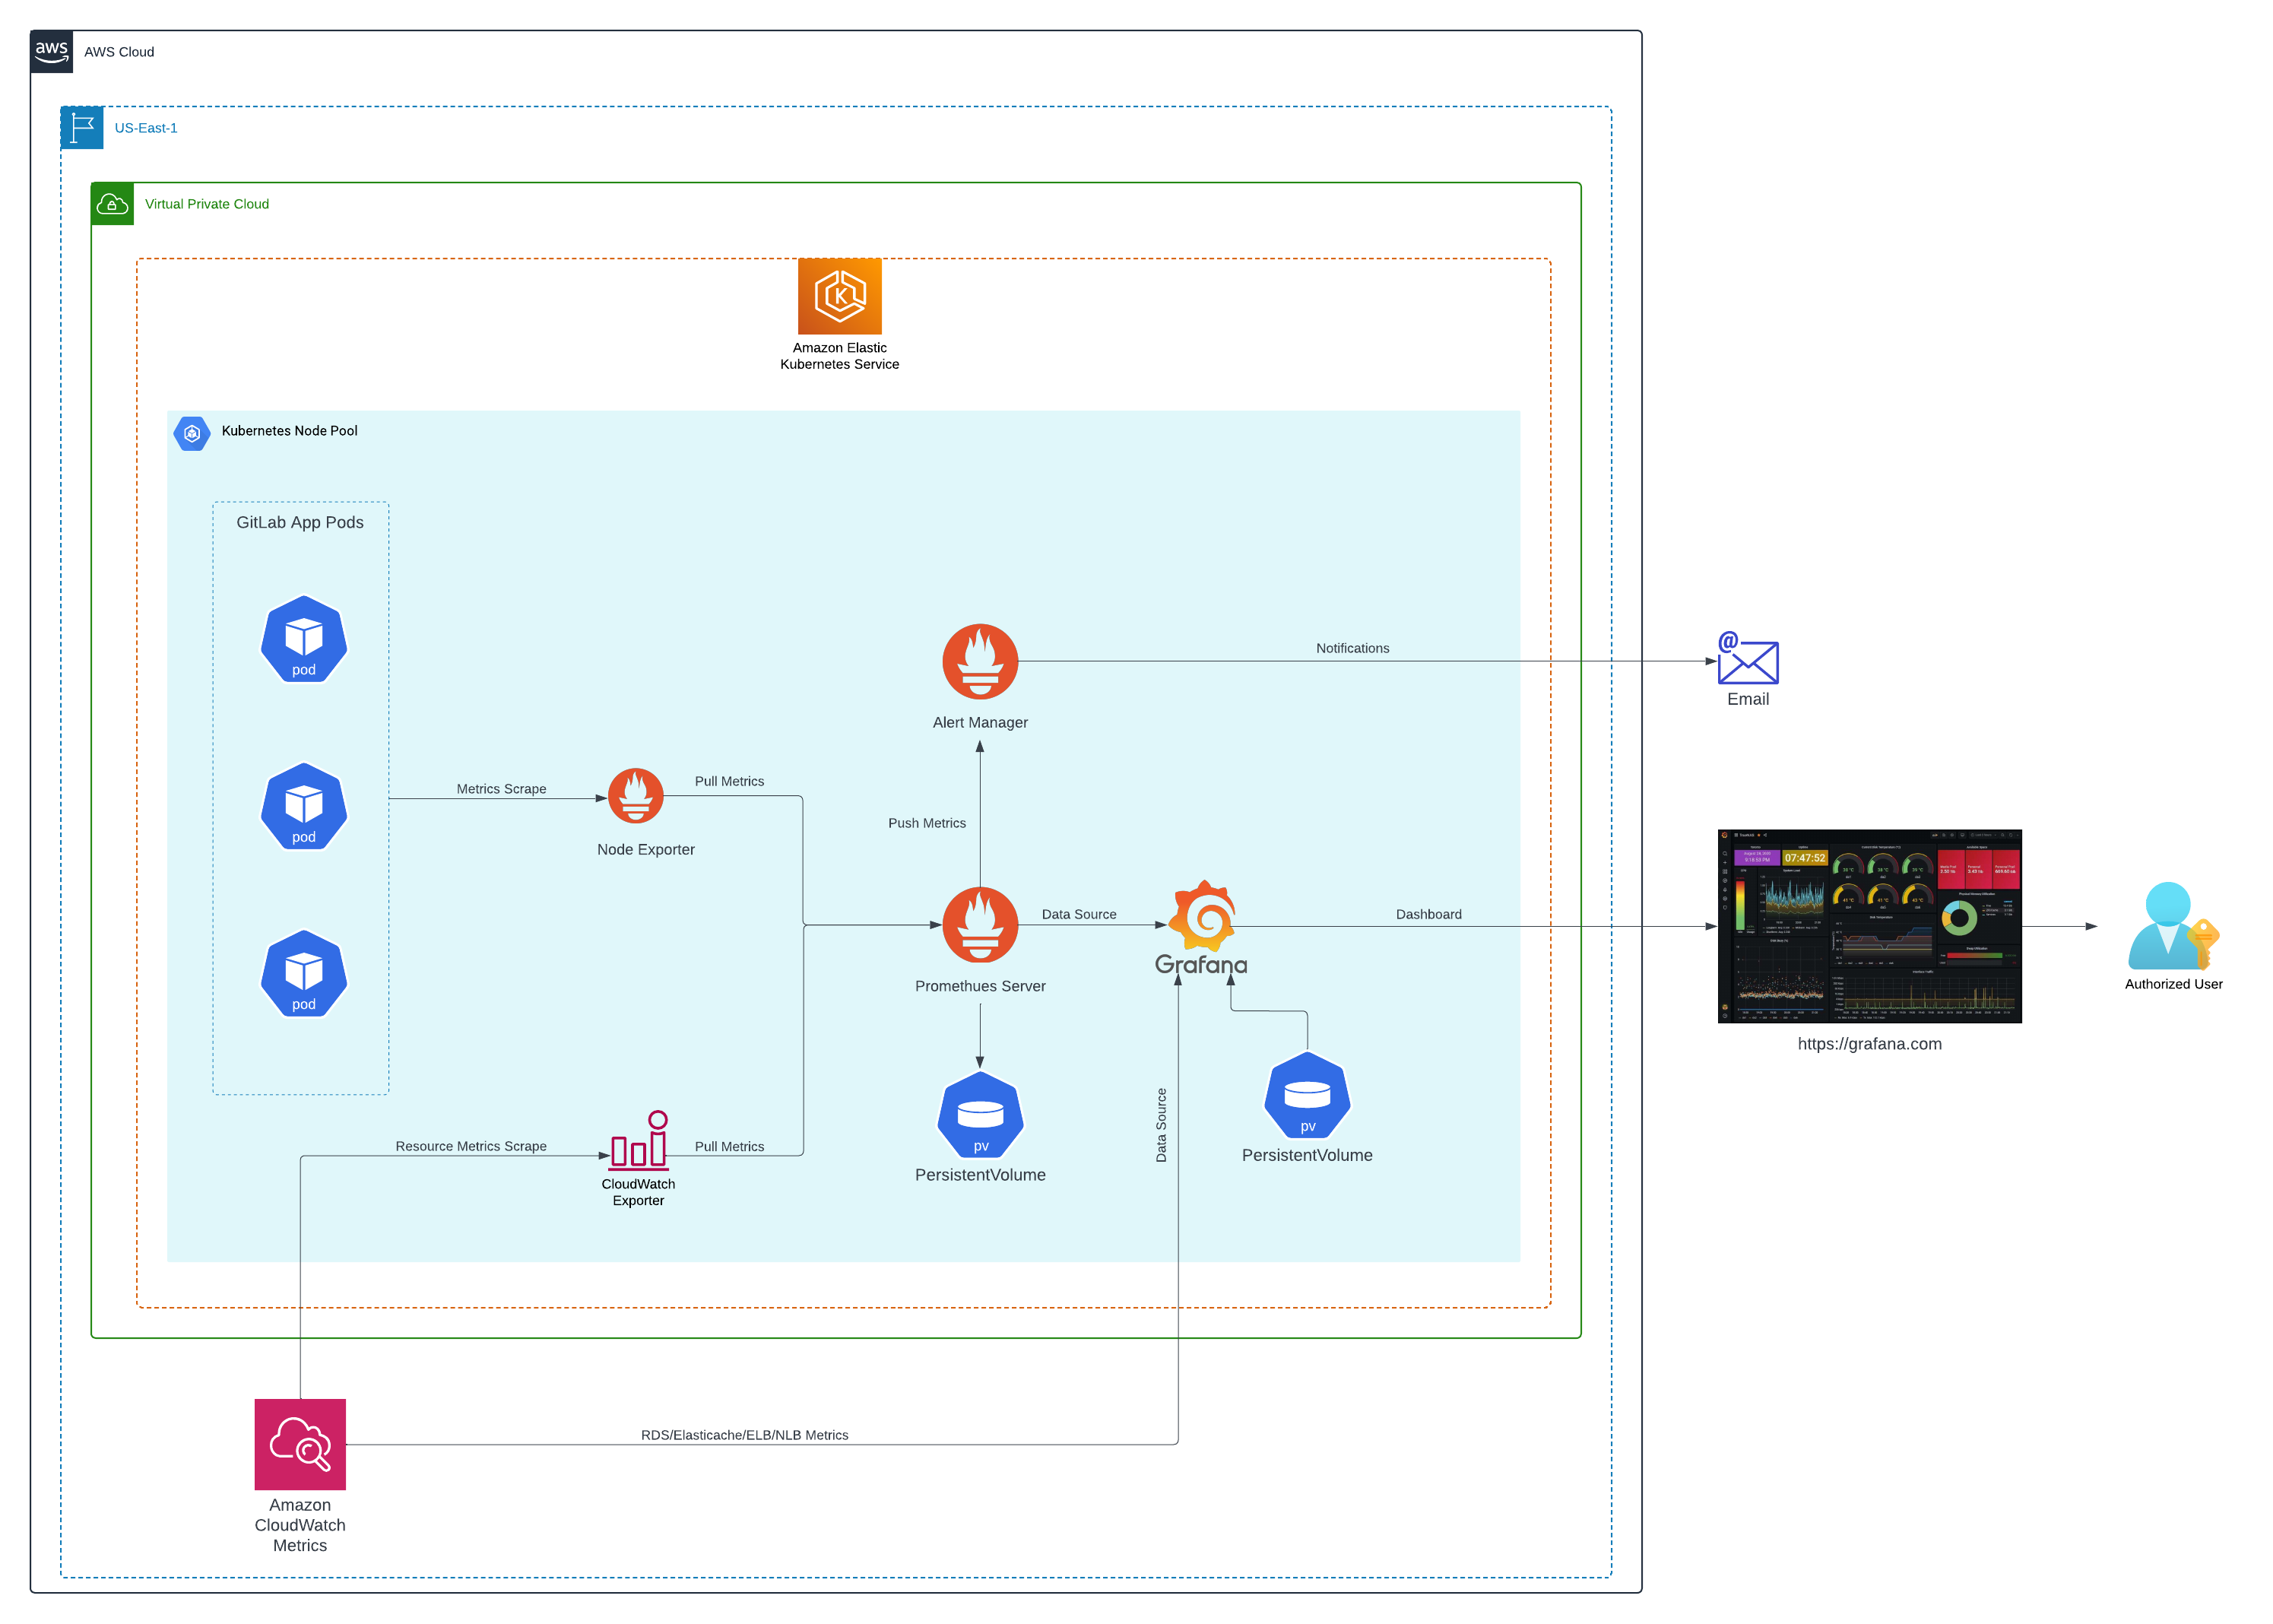 aws
AWS Cloud
US-East-1
Virtual Private Cloud
K
Amazon Elastic
Kubernetes Service
Kubernetes Node Pool
GitLab App Pods
pod
pod
pod
Metrics Scrape
Node Exporter
Pull Metrics
Resource Metrics Scrape
CloudWatch
Exporter
Pull Metrics
Alert Manager
Push Metrics
Promethues Server
pv
PersistentVolume
Data Source
Grafana
pv
PersistentVolume
Data Source
Notifications
@
Email
Dashboard
07:47:52
https://grafana.com
Authorized User
Amazon
CloudWatch
Metrics
RDS/Elasticache/ELB/NLB Metrics